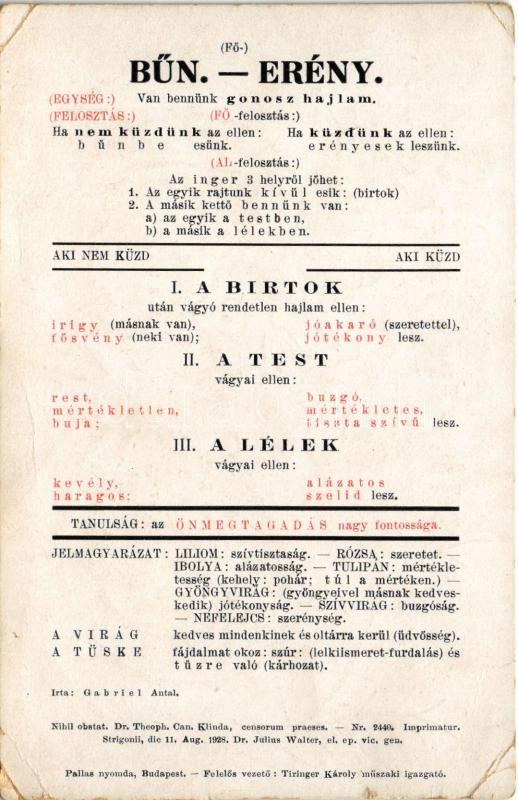 (Fő-)
BŰN. — ERÉNY.
(EGYSÉG:) Van bennünk gonosz hajlam.
(FELOSZTÁS:) (FŐ-felosztás:)
Ha nem küzdünk az ellen: Ha küzdünk az ellen:
bűnbe esünk. erényesek leszünk.
(AL-felosztás:)
Az inger 3 helyről jöhet:
1. Az egyik rajtunk kívül esik: (birtok)
2. A másik kettő bennünk van:
a) az egyik a testben,
b) a másik a lélekben.
AKI NEM KÜZD AKI KÜZD
I. A BIRTOK
után vágyó rendetlen hajlam ellen:
irigy (másnak van), jóakaró (szeretettel),
fösvény (neki van); jótékony lesz.
II. A TEST
vágyai ellen:
rest, buzgó,
mértékletlen, mértékletes,
buja; tiszta szívű lesz.
III. A LÉLEK
vágyai ellen:
kevély, alázatos
haragos; szelid lesz.
TANULSÁG: az ÖNMEGTAGADÁS nagy fontossága.
JELMAGYARÁZAT: LILIOM: szívtisztaság. — RÓZSA: szeretet. —
IBOLYA: alázatosság. — TULIPÁN: mértékle-
tesség (kehely: pohár; túl a mértéken.) —
GYÖNGYVIRÁG: (gyöngyeivel másnak kedves-
kedik) jótékonyság. — SZÍVVIRÁG: buzgóság.
— NEFELEJCS: szerénység.
A VIRÁG kedves mindenkinek és oltárra kerül (üdvösség).
A TÜSKE fájdalmat okoz: szúr: (lelkiismeret-furdalás) és
tűzre való (kárhozat).
Irta: Gabriel Antal.
Nihil obstat. Dr. Theoph. Can. Klinda, censorum praeses. — Nr. 2440. Imprimatur.
Strigonii, die 11. Aug. 1928. Dr. Julius Walter, el. ep. vic. gen.
Pallas nyomda, Budapest. — Felelős vezető: Tiringer Károly műszaki igazgató.